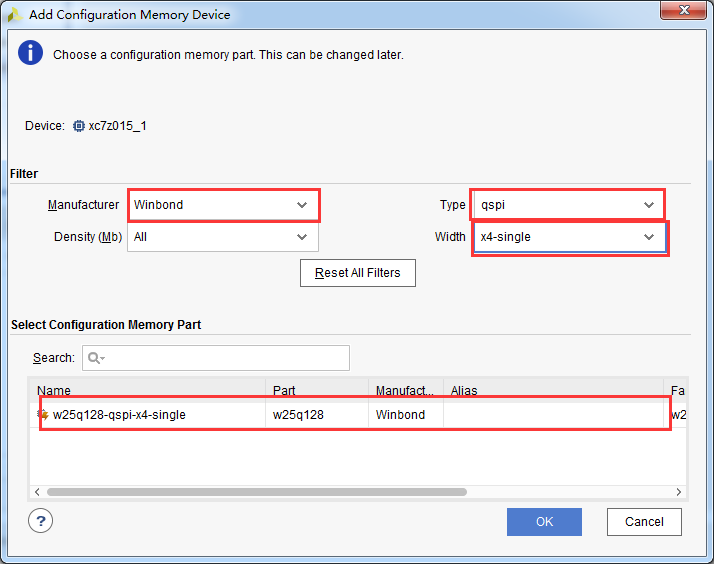 Add Configuration Memory Device
Choose a configuration memory part. This can be changed later.
Device: xc7z015_1
Filter
Manufacturer Winbond Type qspi
Density (Mb) All Width x4-single
Reset All Filters
Select Configuration Memory Part
Search:
Name Part Manufact... Alias Fa
w25q128-qspi-x4-single w25q128 Winbond w2
? OK Cancel